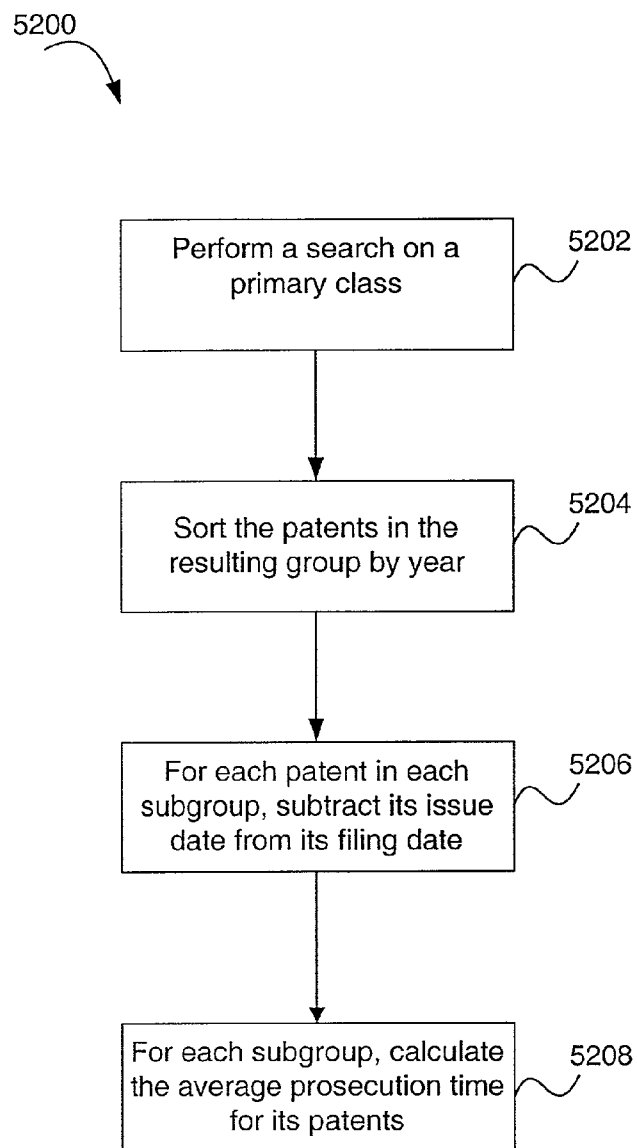 5200
Perform a search on a
primary class
5202
Sort the patents in the
resulting group by year
5204
For each patent in each
subgroup, subtract its issue
date from its filing date
5206
For each subgroup, calculate
the average prosecution time
for its patents
5208